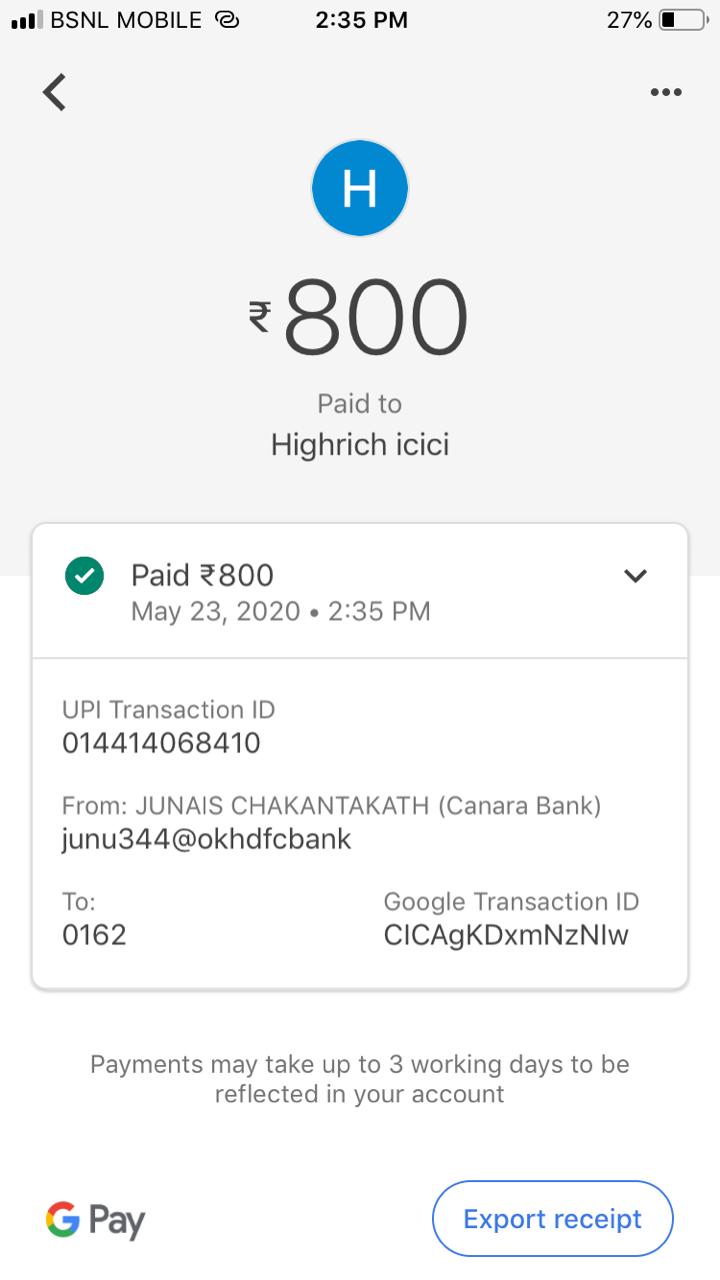 BSNL MOBILE 2:35 PM 27%
H
₹800
Paid to
Highrich icici
Paid ₹800
May 23, 2020 • 2:35 PM
UPI Transaction ID
014414068410
From: JUNAIS CHAKANTAKATH (Canara Bank)
junu344@okhdfcbank
To: Google Transaction ID
0162 CICAgKDxmNzNIw
Payments may take up to 3 working days to be
reflected in your account
G Pay Export receipt